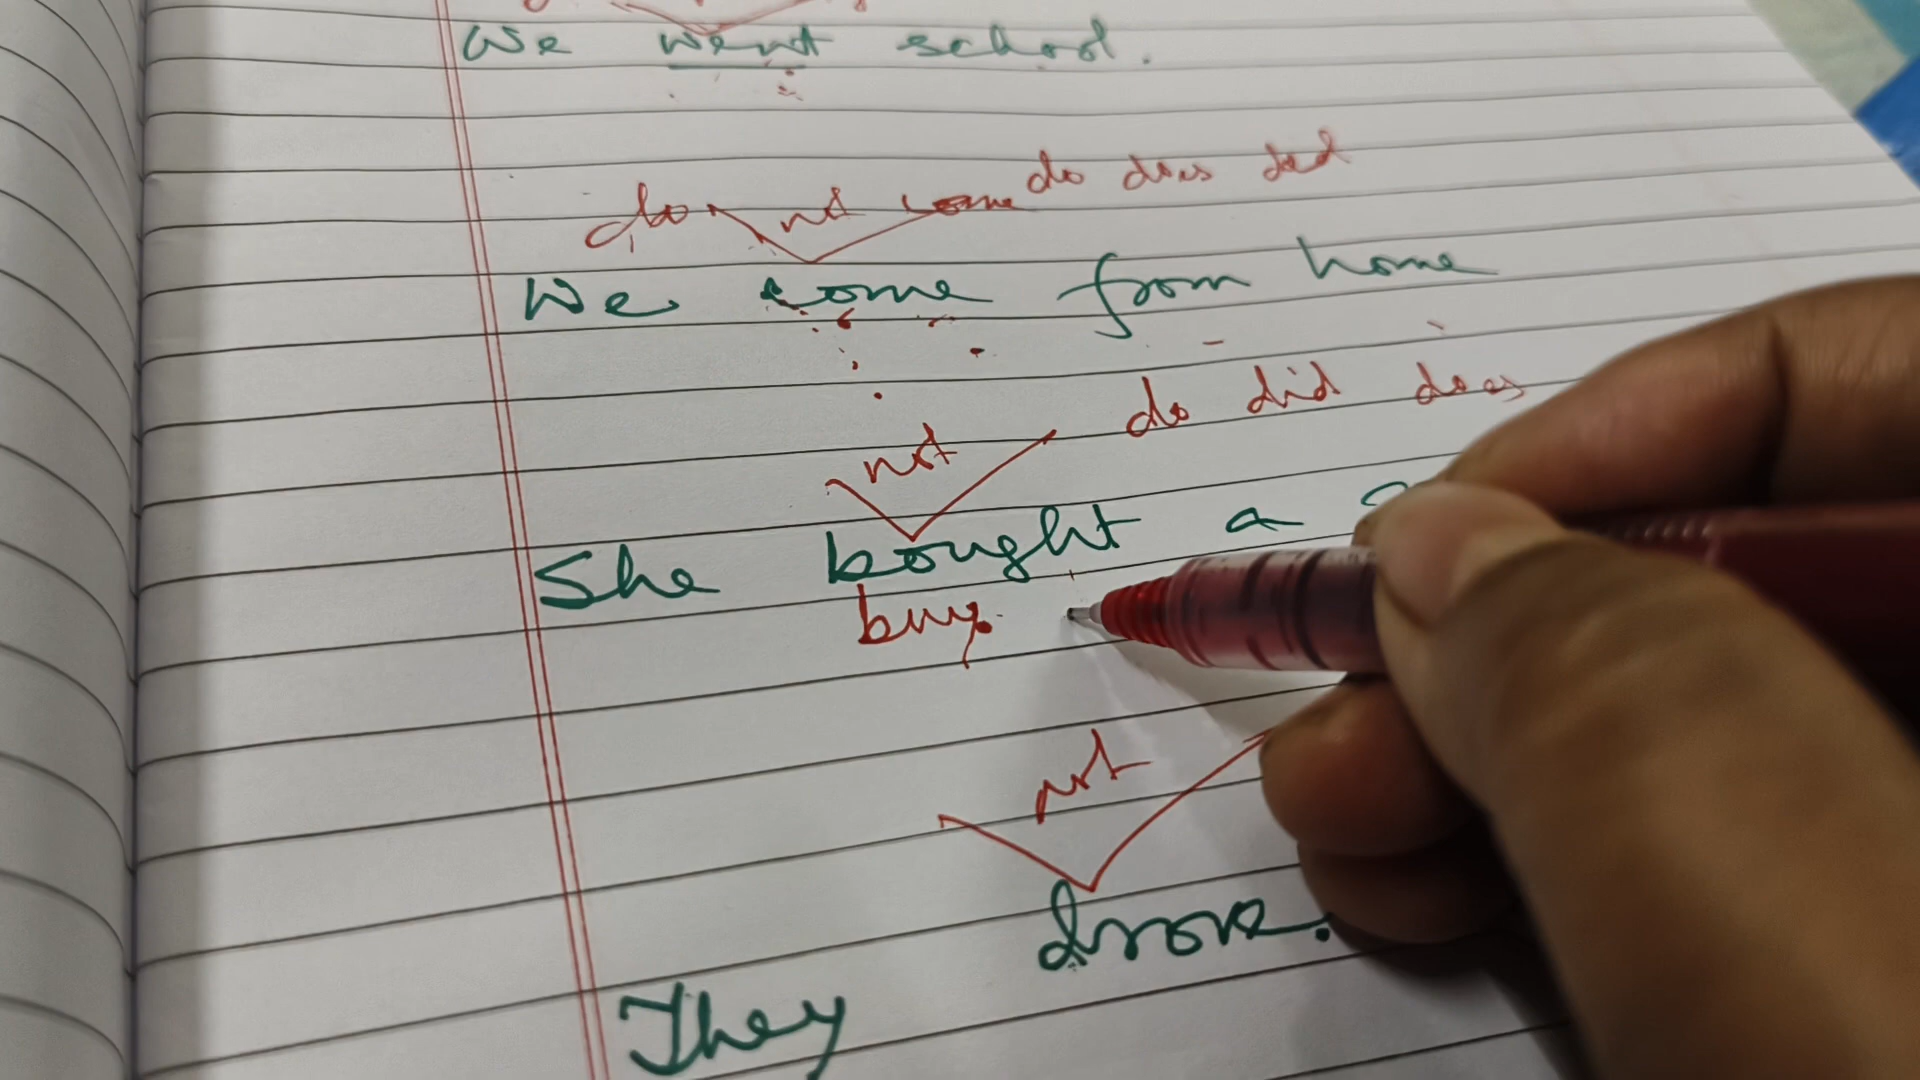 We went school.
do not come do does did
We come from home
not do did does
She bought a
buy
not
drove.
They